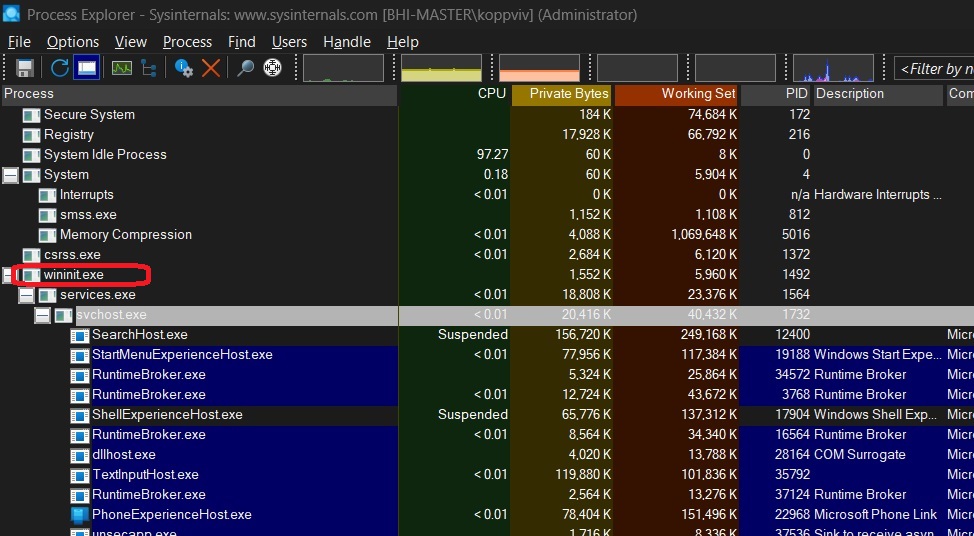 Process Explorer - Sysinternals: www.sysinternals.com [BHI-MASTER\koppviv] (Administrator)
File Options View Process Find Users Handle Help
<Filter by n
Process CPU Private Bytes Working Set PID Description Com
Secure System 184 K 74,684 K 172
Registry 17,928 K 66,792 K 216
System Idle Process 97.27 60 K 8 K 0
System 0.18 60 K 5,904 K 4
Interrupts < 0.01 0 K 0 K n/a Hardware Interrupts ...
smss.exe 1,152 K 1,108 K 812
Memory Compression < 0.01 4,088 K 1,069,648 K 5016
csrss.exe < 0.01 2,684 K 6,120 K 1372
wininit.exe 1,552 K 5,960 K 1492
services.exe < 0.01 18,808 K 23,376 K 1564
svchost.exe < 0.01 20,416 K 40,432 K 1732
SearchHost.exe Suspended 156,720 K 249,168 K 12400 Micro
StartMenuExperienceHost.exe < 0.01 77,956 K 117,384 K 19188 Windows Start Expe... Micro
RuntimeBroker.exe 5,324 K 25,864 K 34572 Runtime Broker Micro
RuntimeBroker.exe < 0.01 12,724 K 43,672 K 3768 Runtime Broker Micro
ShellExperienceHost.exe Suspended 65,776 K 137,312 K 17904 Windows Shell Exp... Micro
RuntimeBroker.exe < 0.01 8,564 K 34,340 K 16564 Runtime Broker Micro
dllhost.exe 4,020 K 13,788 K 28164 COM Surrogate Micro
TextInputHost.exe < 0.01 119,880 K 101,836 K 35792 Micro
RuntimeBroker.exe 2,564 K 13,276 K 37124 Runtime Broker Micro
PhoneExperienceHost.exe < 0.01 78,404 K 151,496 K 22968 Microsoft Phone Link Micro
unsecapp.exe 1,716 K 8,336 K 37536 Sink to receive asyn... Micro